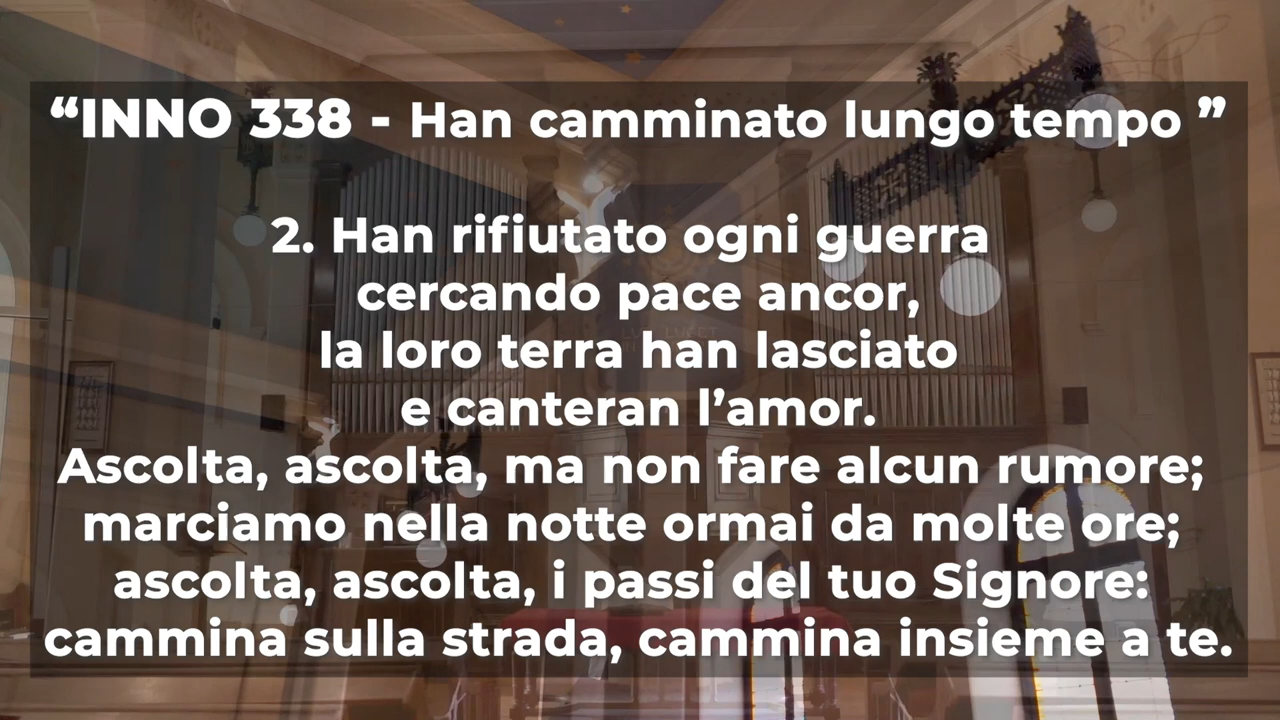 “INNO 338 - Han camminato lungo tempo ”
2. Han rifiutato ogni guerra
cercando pace ancor,
la loro terra han lasciato
e canteran l’amor.
Ascolta, ascolta, ma non fare alcun rumore;
marciamo nella notte ormai da molte ore;
ascolta, ascolta, i passi del tuo Signore:
cammina sulla strada, cammina insieme a te.